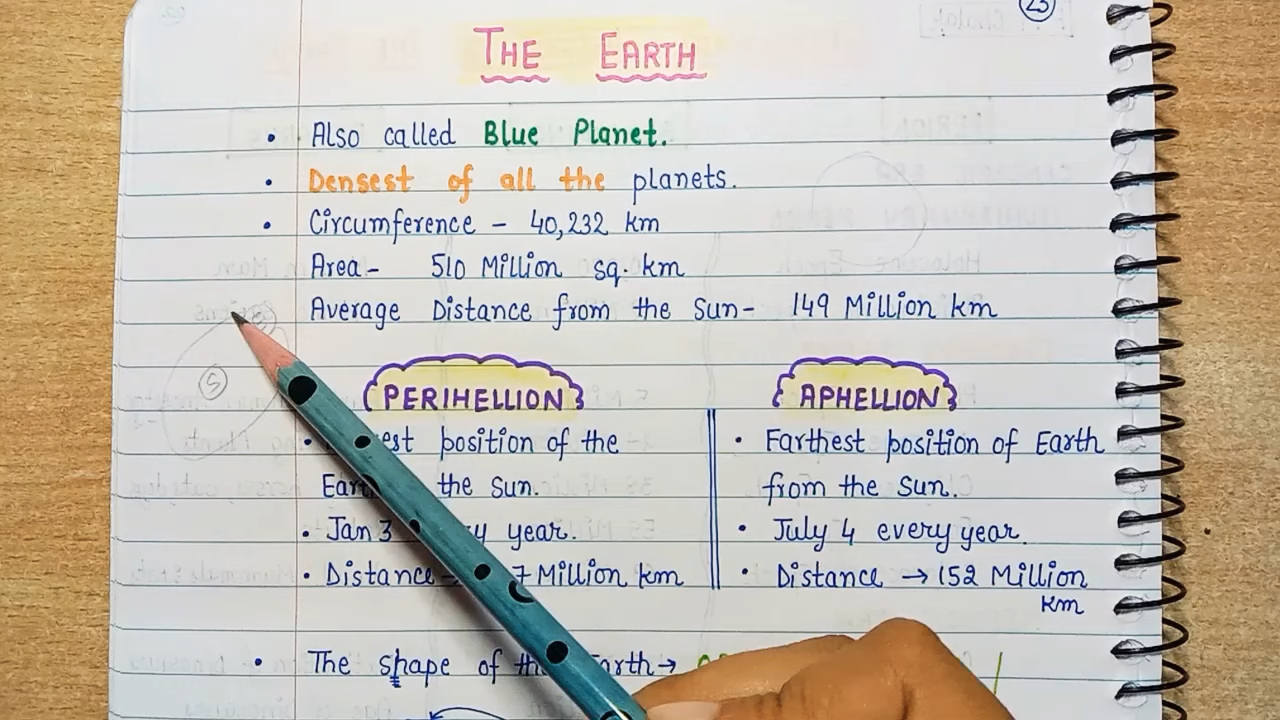 23
THE EARTH
• Also called Blue Planet.
• Densest of all the planets.
• Circumference - 40,232 km
Area - 510 Million sq. km
Average Distance from the Sun - 149 Million km
PERIHELLION
• position of the
the Sun.
• Jan 3 year.
• Distance 7 Million km
APHELLION
• Farthest position of Earth
from the Sun.
• July 4 every year.
• Distance → 152 Million
km
• The shape of →
5